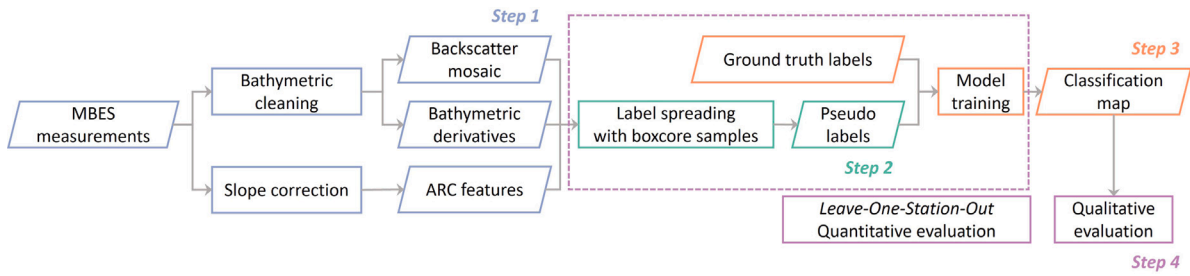 Step 1
MBES
measurements
Bathymetric
cleaning
Slope correction
Backscatter
mosaic
Bathymetric
derivatives
ARC features
Ground truth labels
Label spreading
with boxcore samples
Pseudo
labels
Step 2
Model
training
Step 3
Classification
map
Leave-One-Station-Out
Quantitative evaluation
Qualitative
evaluation
Step 4